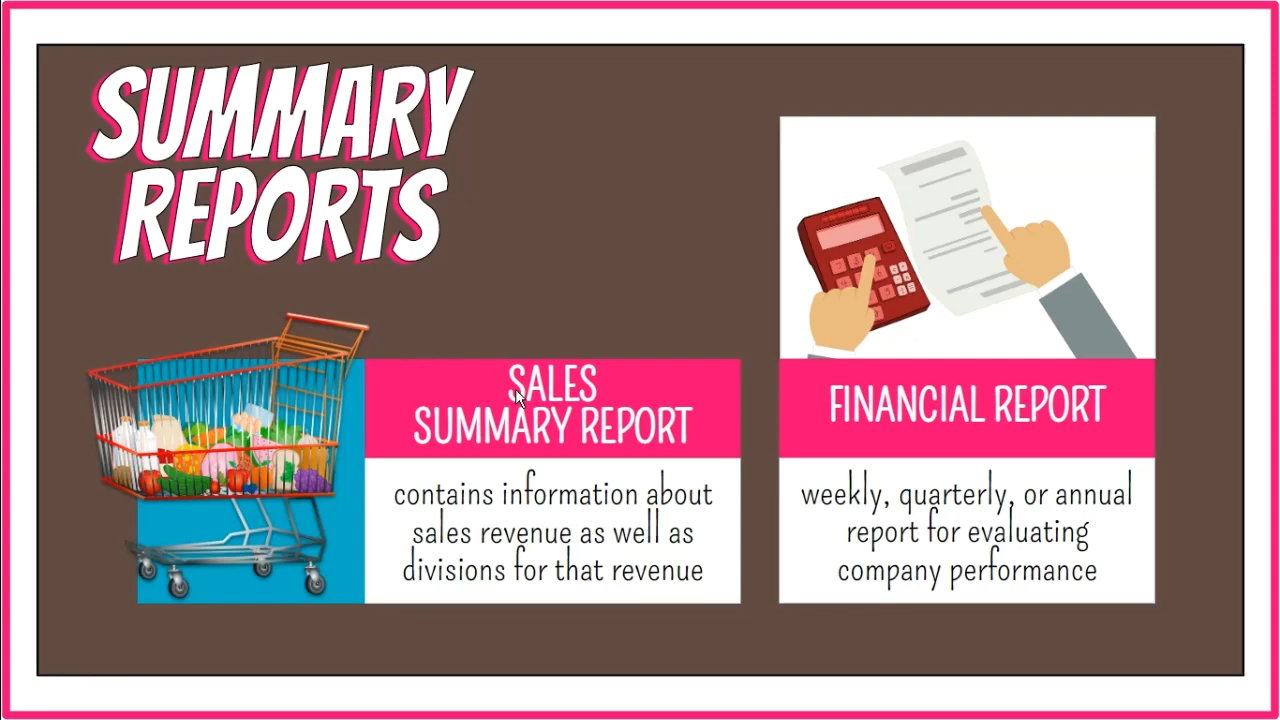 SUMMARY
REPORTS
SALES
SUMMARY REPORT
contains information about
sales revenue as well as
divisions for that revenue
FINANCIAL REPORT
weekly, quarterly, or annual
report for evaluating
company performance